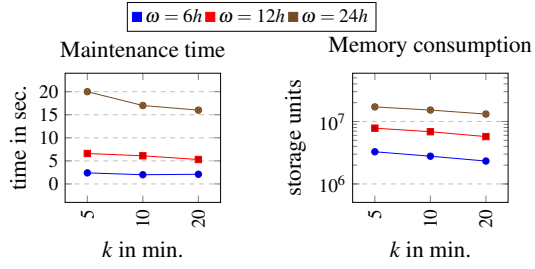 ω = 6h ω = 12h ω = 24h
Maintenance time
time in sec.
20
15
10
5
0
5 10 20
k in min.
Memory consumption
storage units
10^7
10^6
5 10 20
k in min.